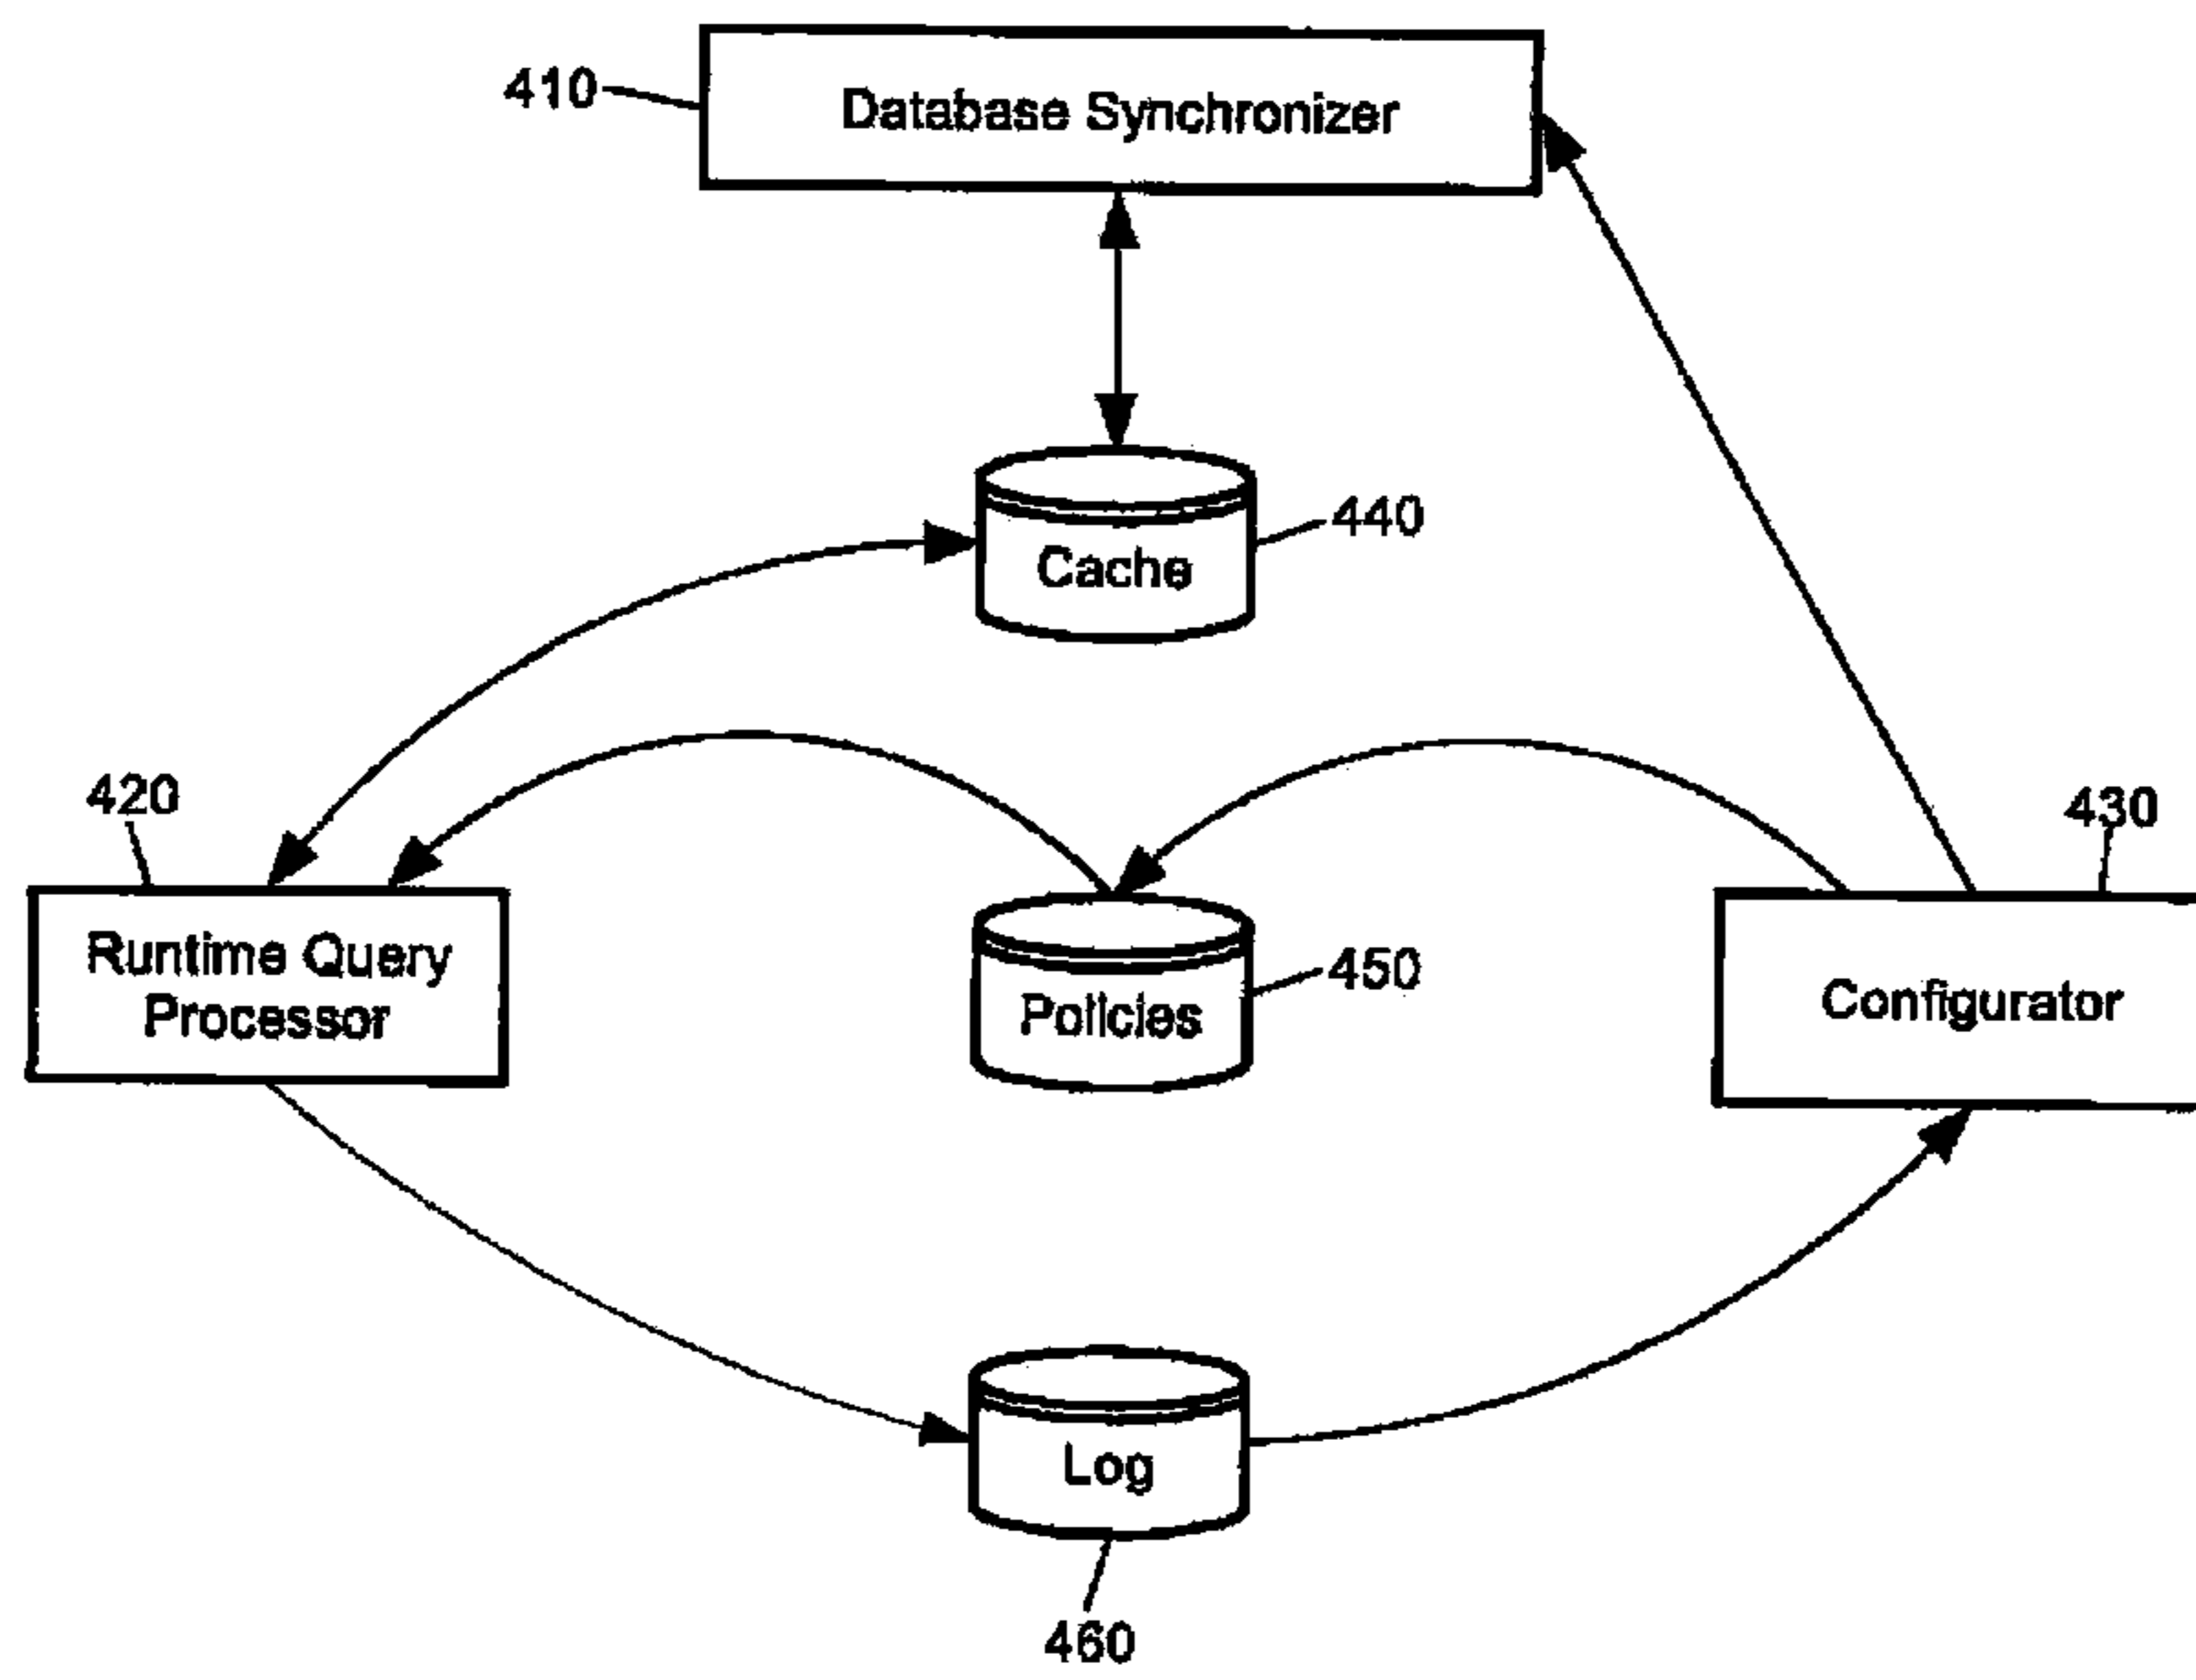 410
Database Synchronizer
440
Cache
420
430
Runtime Query
Processor
450
Policies
Configurator
Log
460